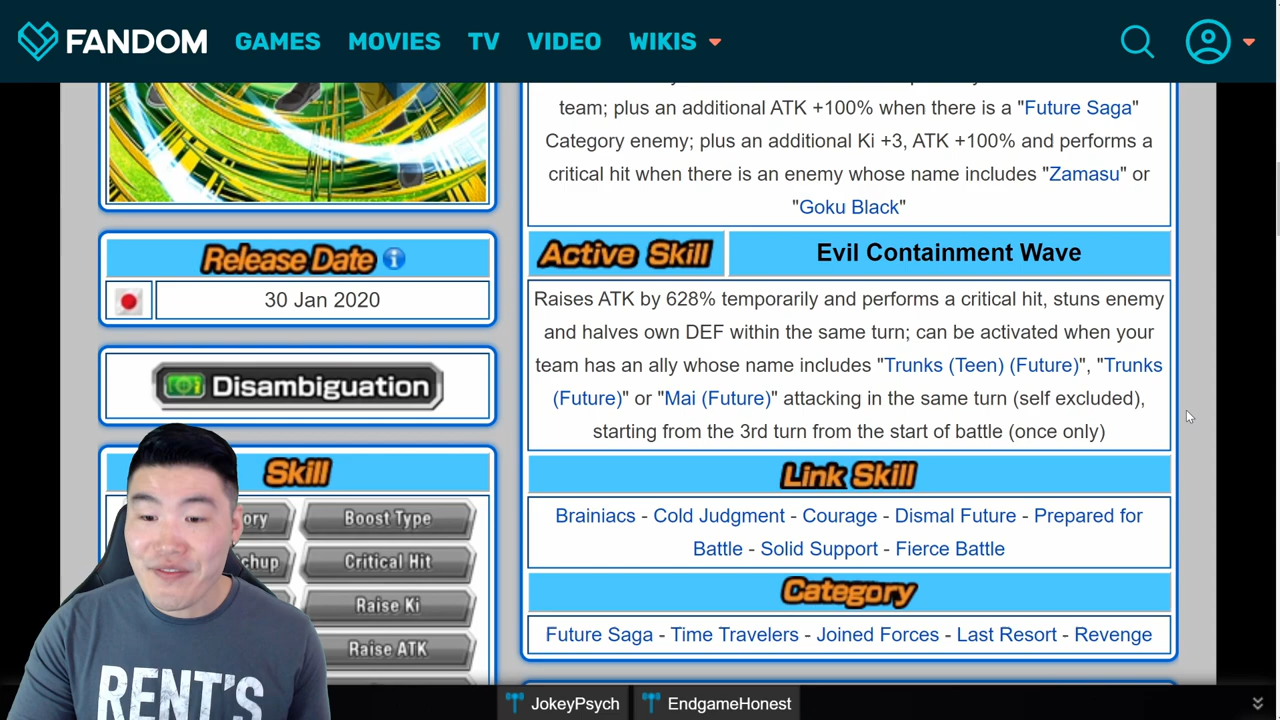 FANDOM GAMES MOVIES TV VIDEO WIKIS
team; plus an additional ATK +100% when there is a "Future Saga"
Category enemy; plus an additional Ki +3, ATK +100% and performs a
critical hit when there is an enemy whose name includes "Zamasu" or
"Goku Black"
Release Date
30 Jan 2020
Disambiguation
Active Skill
Evil Containment Wave
Raises ATK by 628% temporarily and performs a critical hit, stuns enemy
and halves own DEF within the same turn; can be activated when your
team has an ally whose name includes "Trunks (Teen) (Future)", "Trunks
(Future)" or "Mai (Future)" attacking in the same turn (self excluded),
starting from the 3rd turn from the start of battle (once only)
Skill
ory Boost Type
chup Critical Hit
Raise Ki
Raise ATK
Link Skill
Brainiacs - Cold Judgment - Courage - Dismal Future - Prepared for
Battle - Solid Support - Fierce Battle
Category
Future Saga - Time Travelers - Joined Forces - Last Resort - Revenge
RENT'S
JokeyPsych EndgameHonest